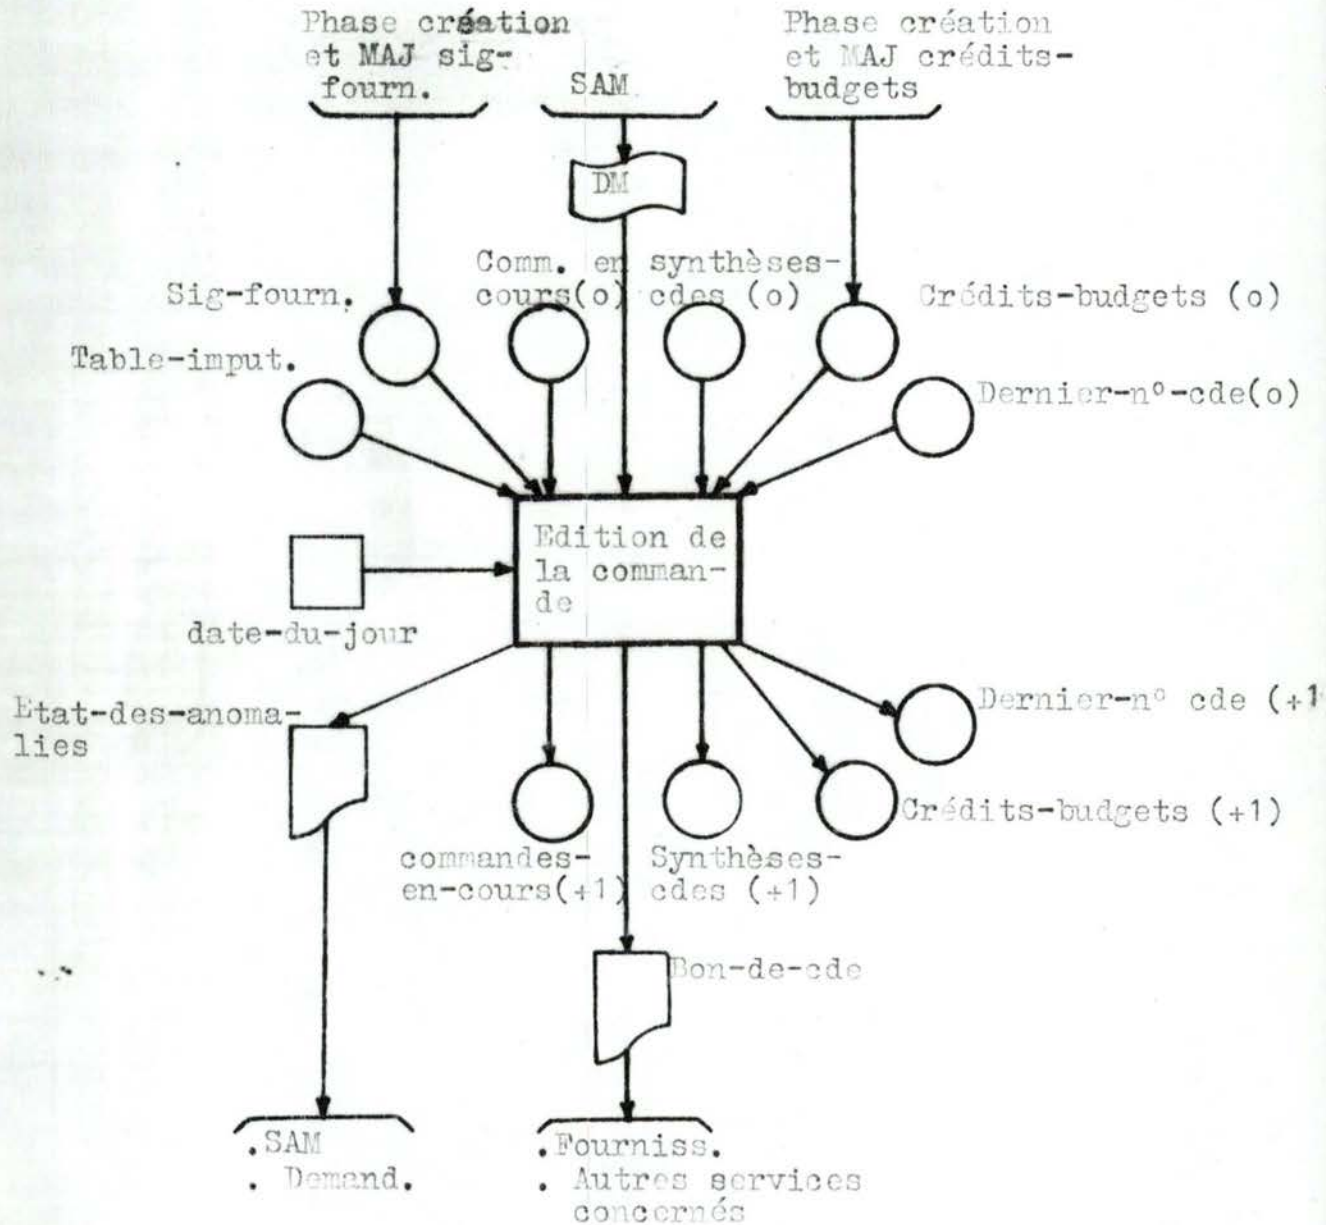 Phase création
et MAJ sig-
fourn.
SAM
Phase création
et MAJ crédits-
budgets
DM
Comm. en
cours(o)
synthèses-
cdes (o)
Sig-fourn.
Crédits-budgets (o)
Table-imput.
Dernier-n°-cde(o)
Edition de
la comman-
de
date-du-jour
Etat-des-anoma-
lies
Dernier-n° cde (+1
Crédits-budgets (+1)
commandes-
en-cours(+1)
Synthèses-
cdes (+1)
Bon-de-cde
.SAM
. Demand.
.Fourniss.
. Autres services
concernés